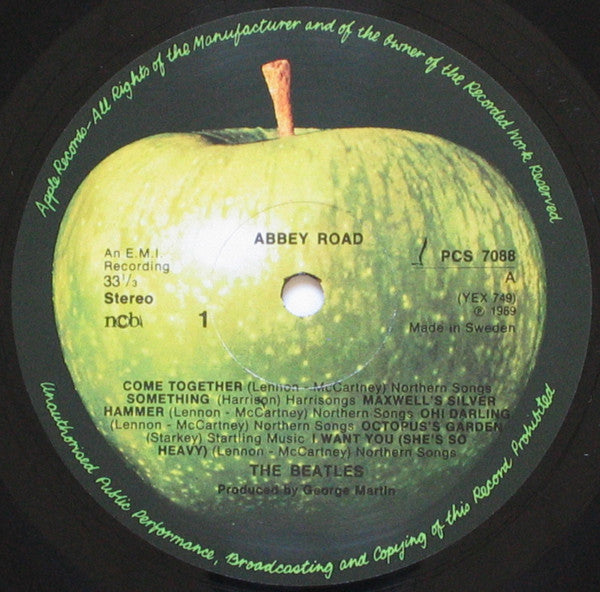 Apple Records-All Rights of the Manufacturer and of the Owner of the Recorded Work Reserved
ABBEY ROAD
An E.M.I.
Recording
33 1/3
Stereo
ncb
1
PCS 7088
A
(YEX 749)
℗ 1969
Made in Sweden
COME TOGETHER (Lennon - McCartney) Northern Songs
SOMETHING (Harrison) Harrisongs MAXWELL'S SILVER
HAMMER (Lennon - McCartney) Northern Songs OH! DARLING
(Lennon - McCartney) Northern Songs OCTOPUS'S GARDEN
(Starkey) Startling Music I WANT YOU (SHE'S SO
HEAVY) (Lennon - McCartney) Northern Songs
THE BEATLES
Produced by George Martin
Unauthorised Public Performance, Broadcasting and Copying of this Record Prohibited